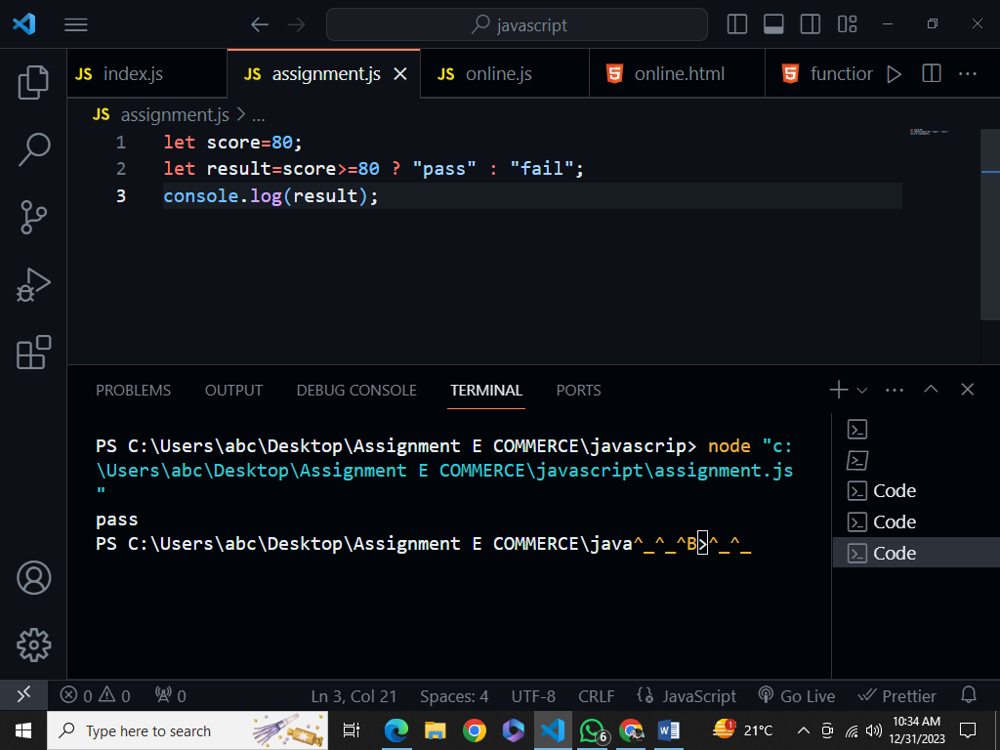 javascript
JS index.js
JS assignment.js
JS online.js
online.html
functior
JS assignment.js > ...
1 let score=80;
2 let result=score>=80 ? "pass" : "fail";
3 console.log(result);
PROBLEMS OUTPUT DEBUG CONSOLE TERMINAL PORTS
PS C:\Users\abc\Desktop\Assignment E COMMERCE\javascrip> node "c:
\Users\abc\Desktop\Assignment E COMMERCE\javascript\assignment.js
"
pass
PS C:\Users\abc\Desktop\Assignment E COMMERCE\java^_^_^B>^_^_
Code
Code
Code
0 0 0 Ln 3, Col 21 Spaces: 4 UTF-8 CRLF JavaScript Go Live Prettier
Type here to search
6
1
21°C
10:34 AM
12/31/2023